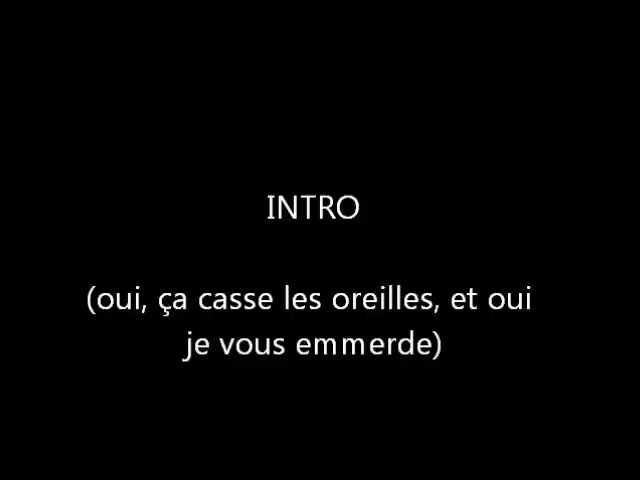 INTRO
(oui, ça casse les oreilles, et oui
je vous emmerde)